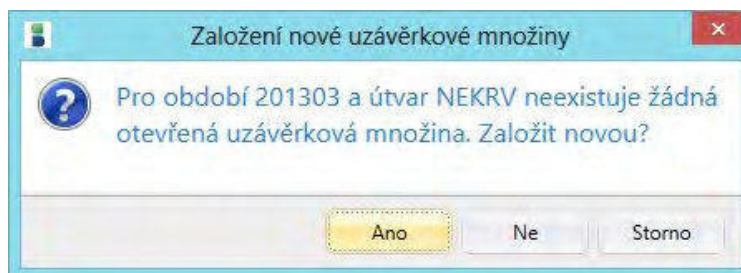 Založení nové uzávěrkové množiny
Pro období 201303 a útvar NEKRV neexistuje žádná
otevřená uzávěrková množina. Založit novou?
Ano Ne Storno